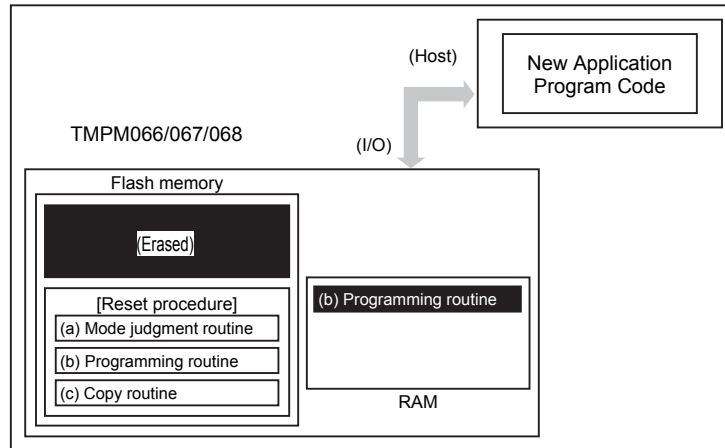 (Host)
New Application
Program Code
TMPM066/067/068
(I/O)
Flash memory
(Erased)
[Reset procedure]
(a) Mode judgment routine
(b) Programming routine
(c) Copy routine
(b) Programming routine
RAM